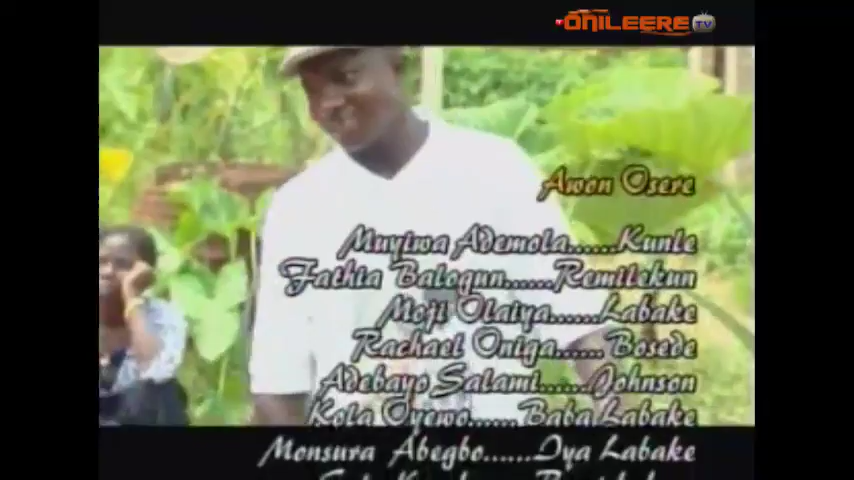 ONILEERE TV
Awon Osere
Muyiwa Ademola......Kunle
Fathia Balogun......Remilekun
Moji Olaiya......Labake
Rachael Oniga...... Bosede
Adebayo Salami.......Johnson
Kola Oyewo...... Baba Labake
Monsura Abegbo......Iya Labake